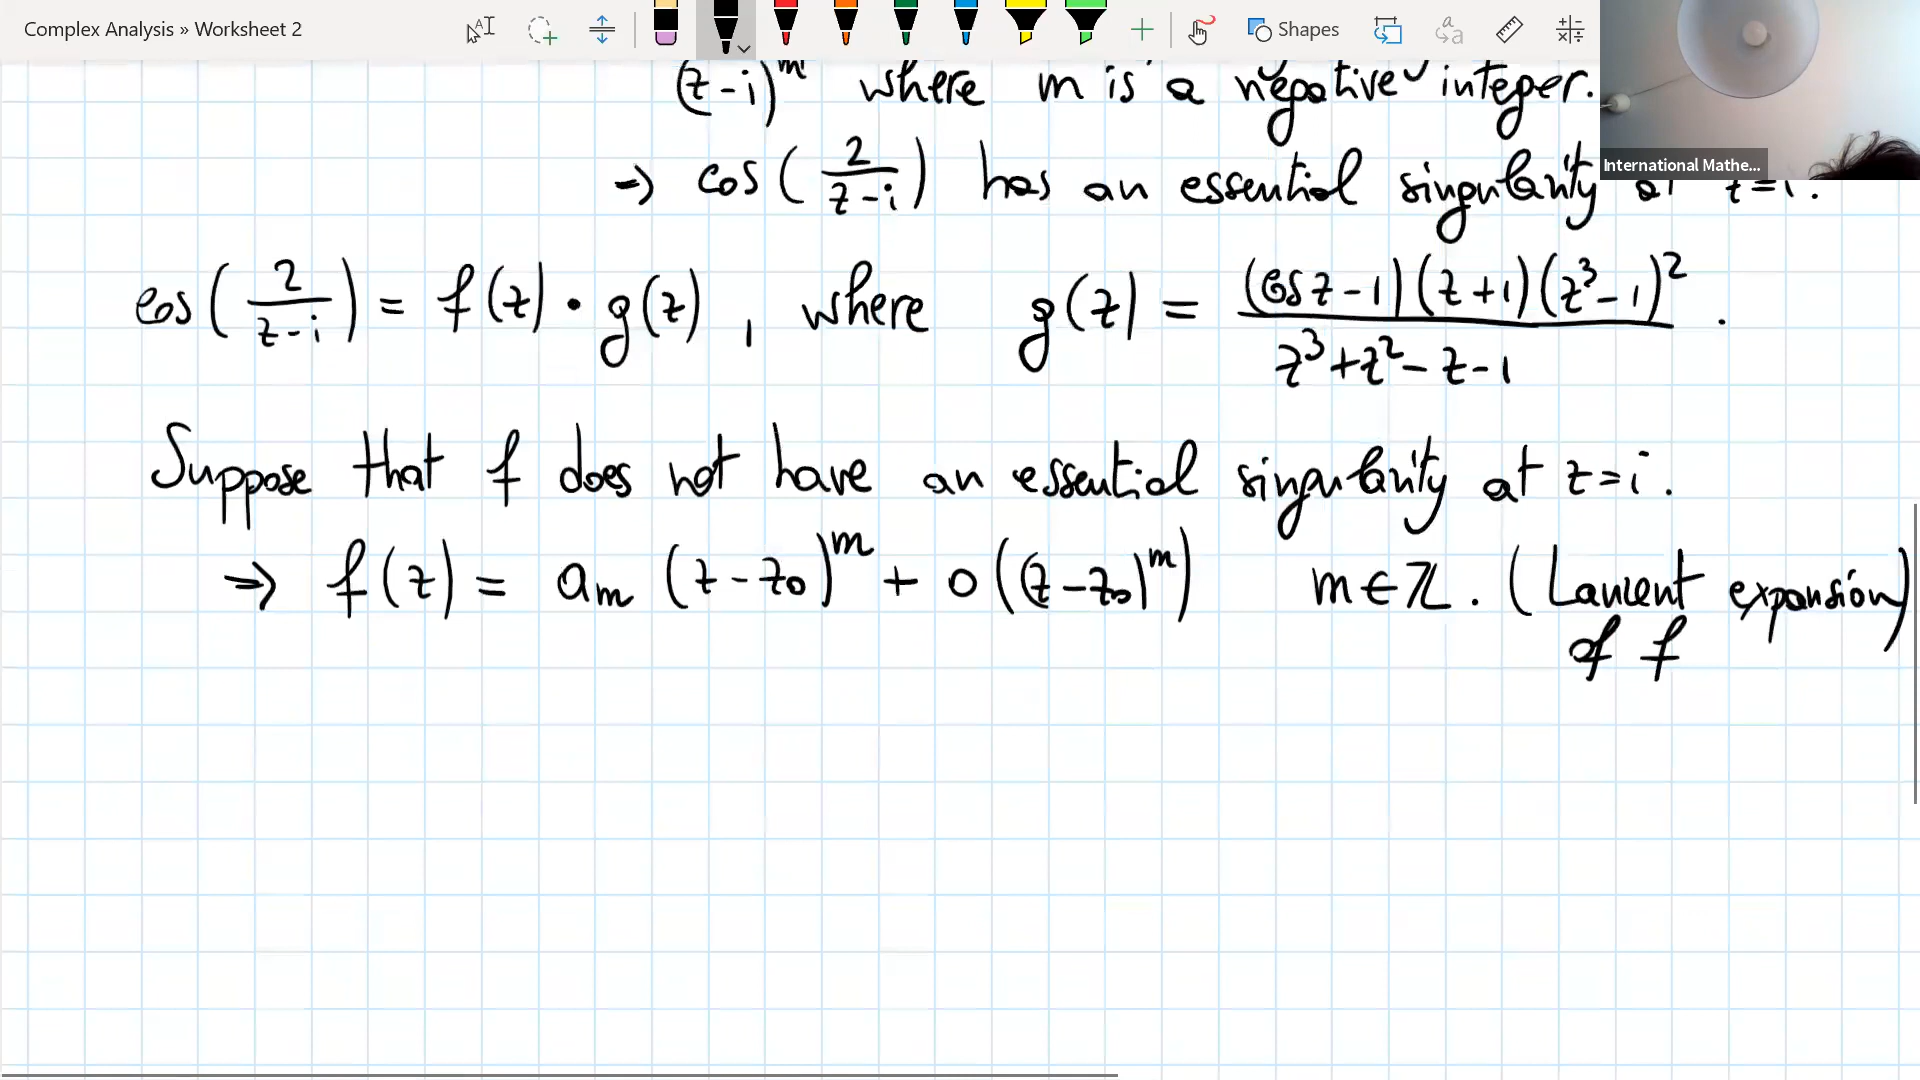 Complex Analysis » Worksheet 2
Shapes
International Mathe...
(z-i)^m where m is a negative integer.
→ cos(2/(z-i)) has an essential singularity at z=i.
cos(2/(z-i)) = f(z) · g(z), where g(z) = (cos z - 1)(z+1)(z³-1)² / (z³+z²-z-1).
Suppose that f does not have an essential singularity at z=i.
⇒ f(z) = a_m (z-z₀)^m + o((z-z₀)^m) m∈ℤ. (Laurent expansion)
of f